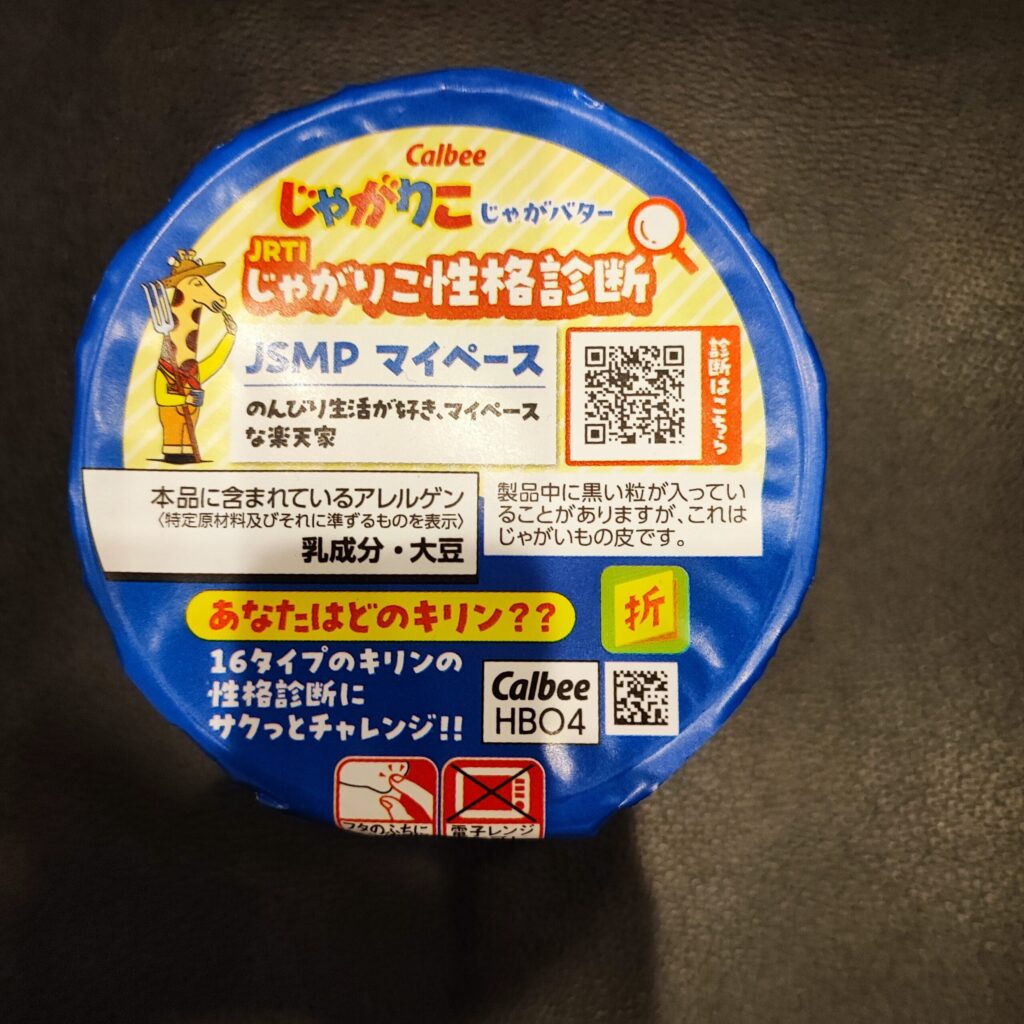 Calbee
じゃがりこ じゃがバター
JRTI
じゃがりこ性格診断
JSMP マイペース
のんびり生活が好き、マイペース
な楽天家
診断はこちら
本品に含まれているアレルゲン
〈特定原材料及びそれに準ずるものを表示〉
乳成分・大豆
製品中に黒い粒が入ってい
ることがありますが、これは
じゃがいもの皮です。
あなたはどのキリン??
折
16タイプのキリンの
性格診断に
サクっとチャレンジ!!
Calbee
HB〇4
フタのふちに
電子レンジ